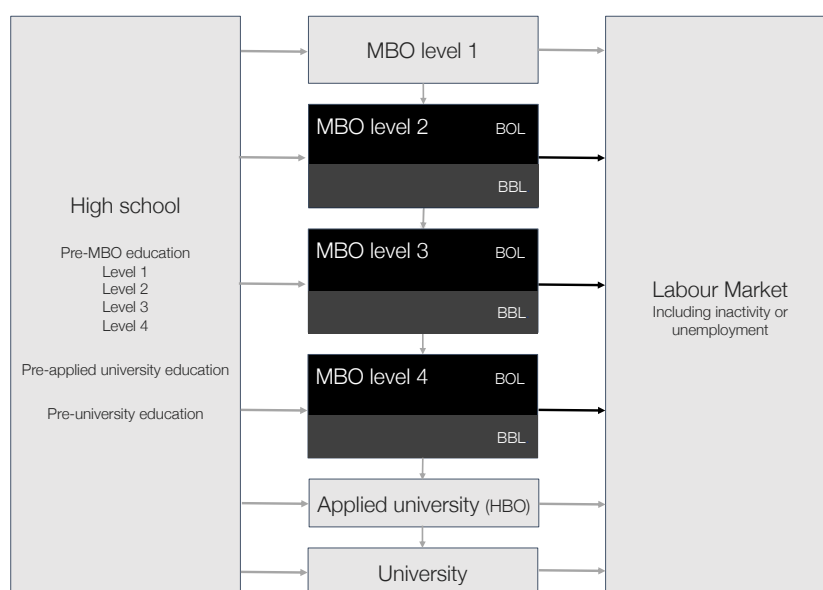 High school
Pre-MBO education
Level 1
Level 2
Level 3
Level 4
Pre-applied university education
Pre-university education
MBO level 1
MBO level 2 BOL
BBL
MBO level 3 BOL
BBL
MBO level 4 BOL
BBL
Applied university (HBO)
University
Labour Market
Including inactivity or
unemployment